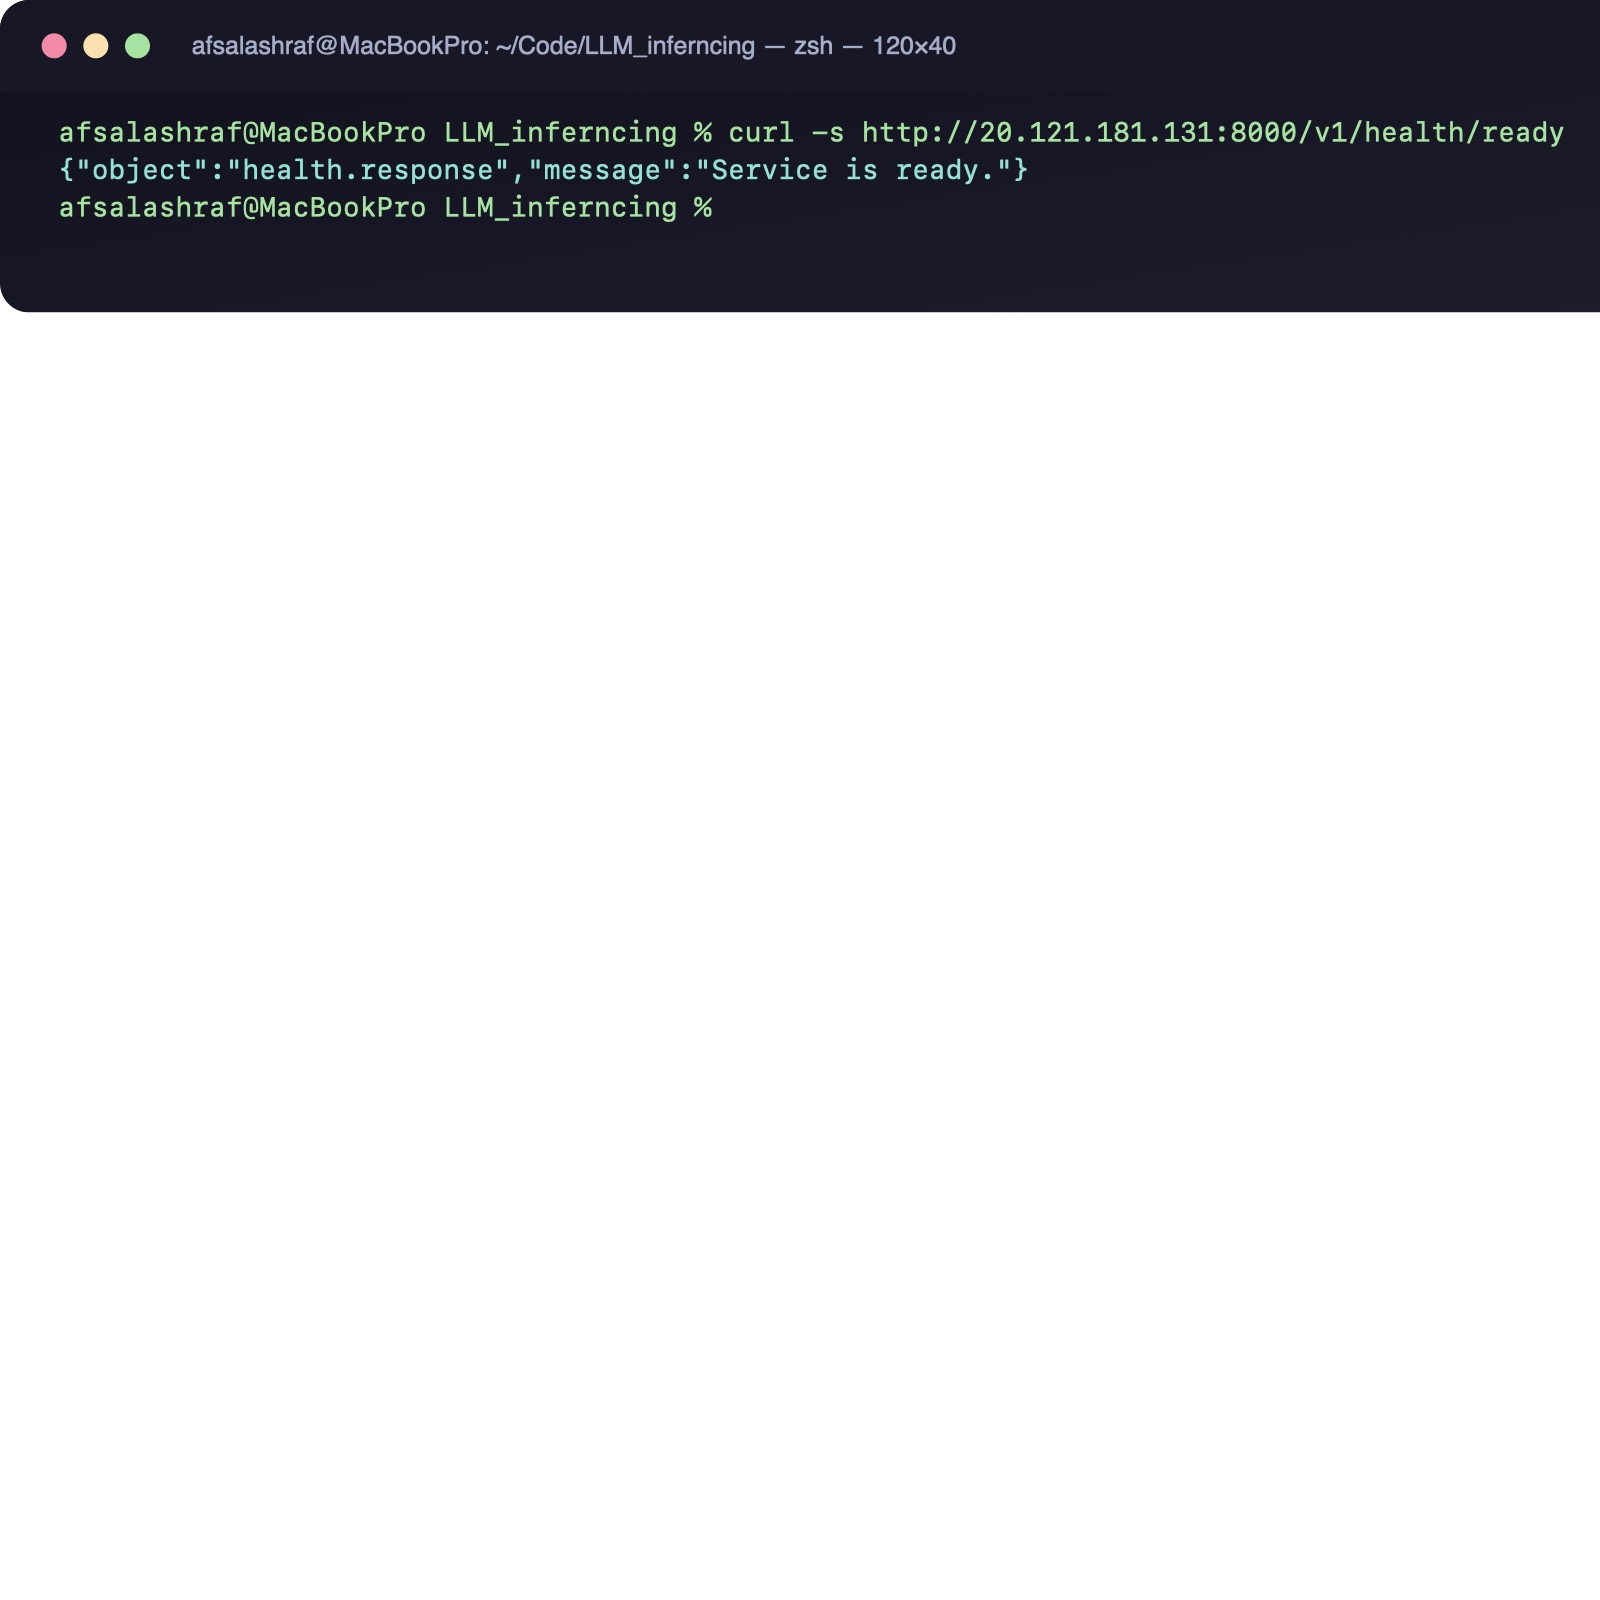 afsalashraf@MacBookPro: ~/Code/LLM_inferncing — zsh — 120×40
afsalashraf@MacBookPro LLM_inferncing % curl -s http://20.121.181.131:8000/v1/health/ready
{"object":"health.response","message":"Service is ready."}
afsalashraf@MacBookPro LLM_inferncing %